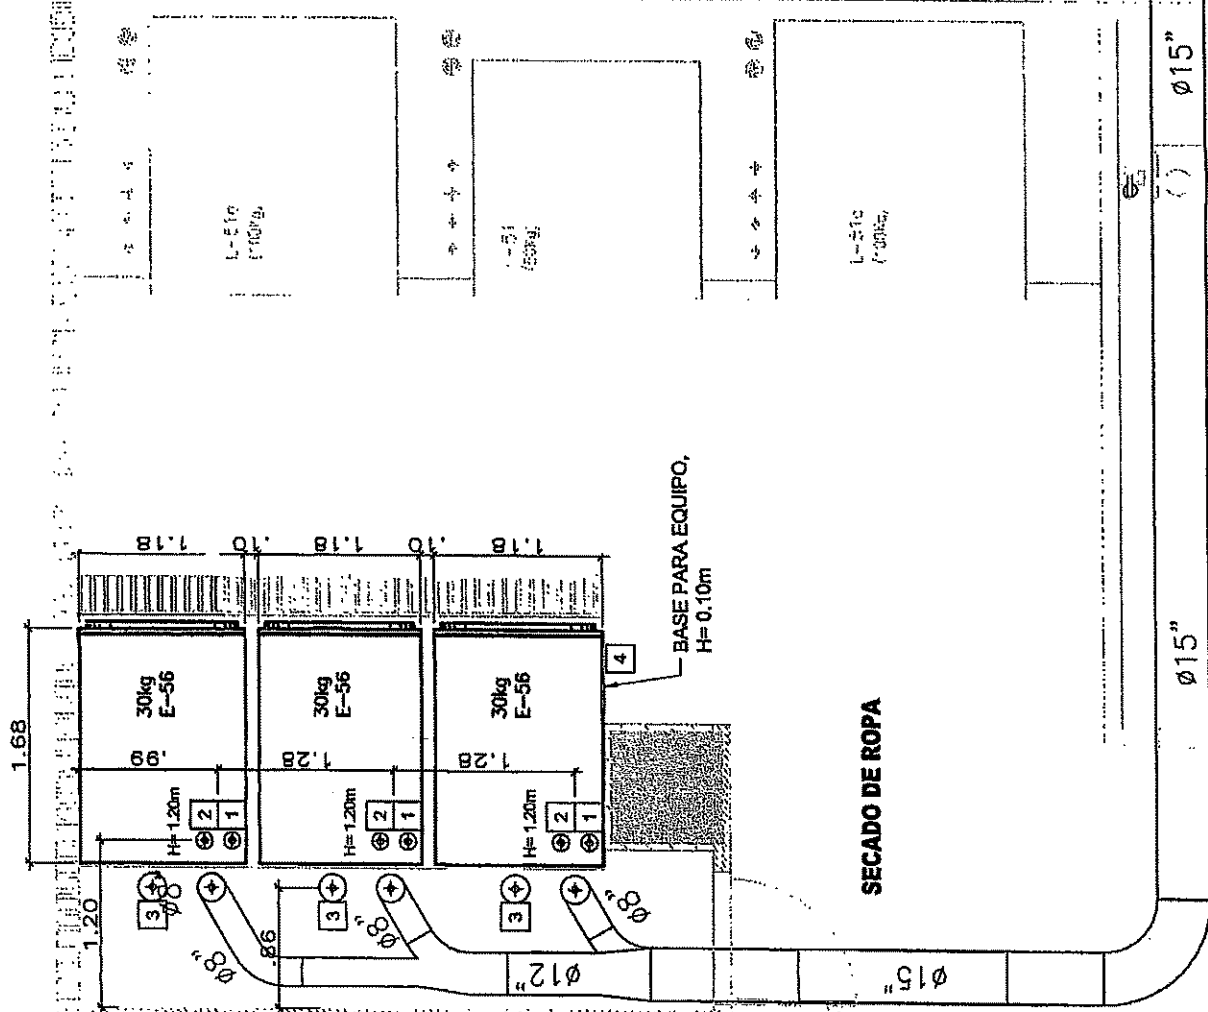 ø15"
1.18
.10
1.18
.10
1.18
1.68
30kg
E-56
30kg
E-56
30kg
E-56
.99
1.28
1.28
H=1.20m
2
1
H=1.20m
2
1
H=1.20m
2
1
4
BASE PARA EQUIPO,
H= 0.10m
3
ø8"
3
3
1.20
.86
ø8"
ø8"
ø8"
ø12"
ø15"
SECADO DE ROPA
ø15"